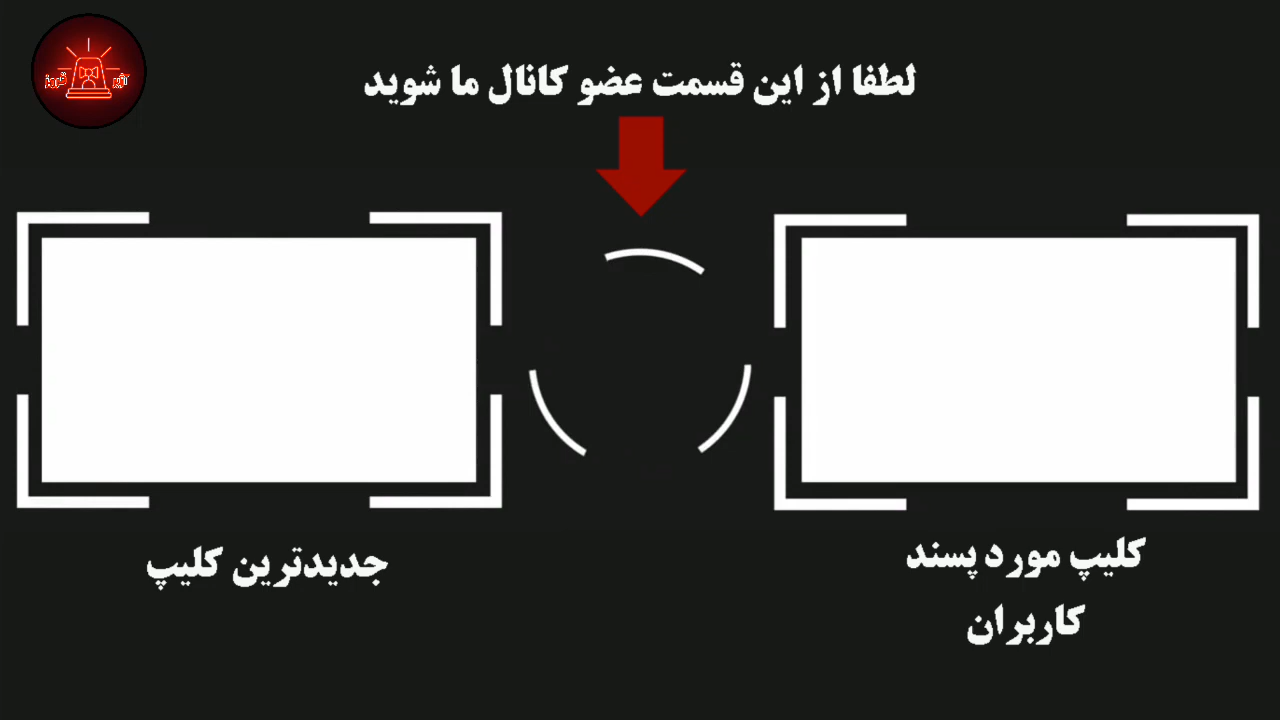 لطفا از این قسمت عضو کانال ما شوید
کلیپ مورد پسند
کاربران
جدیدترین کلیپ